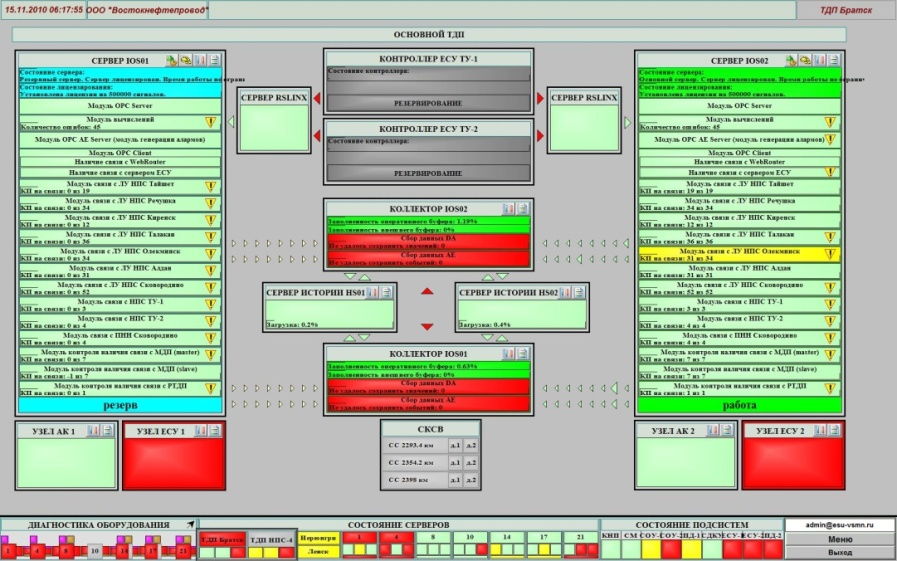 15.11.2010 06:17:55 ООО "Востокнефтепровод" ТДП Братск
ОСНОВНОЙ ТДП
СЕРВЕР IOS01
Состояние сервера:
Резервный сервер. Сервер лицензирован. Время работы не ограни
Состояние лицензирования:
Установлена лицензия на 500000 сигналов.
Модуль OPC Server
Модуль вычислений
Количество ошибок: 45
Модуль OPC AE Server (модуль генерации алармов)
Модуль OPC Client
Наличие связи с WebRouter
Наличие связи с сервером ЕСУ
Модуль связи с ЛУ НПС Тайшет
КП на связи: 0 из 19
Модуль связи с ЛУ НПС Речушка
КП на связи: 0 из 34
Модуль связи с ЛУ НПС Киренск
КП на связи: 0 из 12
Модуль связи с ЛУ НПС Талакан
КП на связи: 0 из 36
Модуль связи с ЛУ НПС Олекминск
КП на связи: 0 из 34
Модуль связи с ЛУ НПС Алдан
КП на связи: 0 из 31
Модуль связи с ЛУ НПС Сковородино
КП на связи: 0 из 52
Модуль связи с НПС ТУ-1
КП на связи: 0 из 3
Модуль связи с НПС ТУ-2
КП на связи: 0 из 4
Модуль связи с ПНН Сковородино
КП на связи: 0 из 4
Модуль контроля наличия связи с МДП (master)
КП на связи: 0 из 7
Модуль контроля наличия связи с МДП (slave)
КП на связи: -1 из 7
Модуль контроля наличия связи с РТДП
КП на связи: 0 из 1
резерв
УЗЕЛ АК 1
УЗЕЛ ЕСУ 1
СЕРВЕР RSLINX
КОНТРОЛЛЕР ЕСУ ТУ-1
Состояние контроллера:
РЕЗЕРВИРОВАНИЕ
КОНТРОЛЛЕР ЕСУ ТУ-2
Состояние контроллера:
РЕЗЕРВИРОВАНИЕ
СЕРВЕР RSLINX
КОЛЛЕКТОР IOS02
Заполненность оперативного буфера: 1.19%
Заполненность внешнего буфера: 0%
Сбор данных DA
Не удалось сохранить значений: 0
Сбор данных AE
Не удалось сохранить событий: 0
СЕРВЕР ИСТОРИИ HS01
Загрузка: 0.2%
СЕРВЕР ИСТОРИИ HS02
Загрузка: 0.4%
КОЛЛЕКТОР IOS01
Заполненность оперативного буфера: 0.63%
Заполненность внешнего буфера: 0%
Сбор данных DA
Не удалось сохранить значений: 0
Сбор данных AE
Не удалось сохранить событий: 0
СКСВ
СС 2203.4 км д.1 д.2
СС 2354.2 км д.1 д.2
СС 2398 км д.1 д.2
СЕРВЕР IOS02
Состояние сервера:
Основной сервер. Сервер лицензирован. Время работы не ограни
Состояние лицензирования:
Установлена лицензия на 500000 сигналов.
Модуль OPC Server
Модуль вычислений
Количество ошибок: 45
Модуль OPC AE Server (модуль генерации алармов)
Модуль OPC Client
Наличие связи с WebRouter
Наличие связи с сервером ЕСУ
Модуль связи с ЛУ НПС Тайшет
КП на связи: 19 из 19
Модуль связи с ЛУ НПС Речушка
КП на связи: 34 из 34
Модуль связи с ЛУ НПС Киренск
КП на связи: 12 из 12
Модуль связи с ЛУ НПС Талакан
КП на связи: 36 из 36
Модуль связи с ЛУ НПС Олекминск
КП на связи: 31 из 34
Модуль связи с ЛУ НПС Алдан
КП на связи: 31 из 31
Модуль связи с ЛУ НПС Сковородино
КП на связи: 52 из 52
Модуль связи с НПС ТУ-1
КП на связи: 3 из 3
Модуль связи с НПС ТУ-2
КП на связи: 4 из 4
Модуль связи с ПНН Сковородино
КП на связи: 4 из 4
Модуль контроля наличия связи с МДП (master)
КП на связи: 7 из 7
Модуль контроля наличия связи с МДП (slave)
КП на связи: 7 из 7
Модуль контроля наличия связи с РТДП
КП на связи: 1 из 1
работа
УЗЕЛ АК 2
УЗЕЛ ЕСУ 2
ДИАГНОСТИКА ОБОРУДОВАНИЯ
1 4 8 10 14 17 21
СОСТОЯНИЕ СЕРВЕРОВ
ТДП Братск ТДП НПС-4 Нерюнгри Ленск 1 4 8 10 14 17 21
СОСТОЯНИЕ ПОДСИСТЕМ
КИП СМ СОУ- СОУ-2 ПД-1 СДКУ ЕСУ- ЕСУ-2 ПД-2
admin@esu-vsmn.ru
Меню
Выход